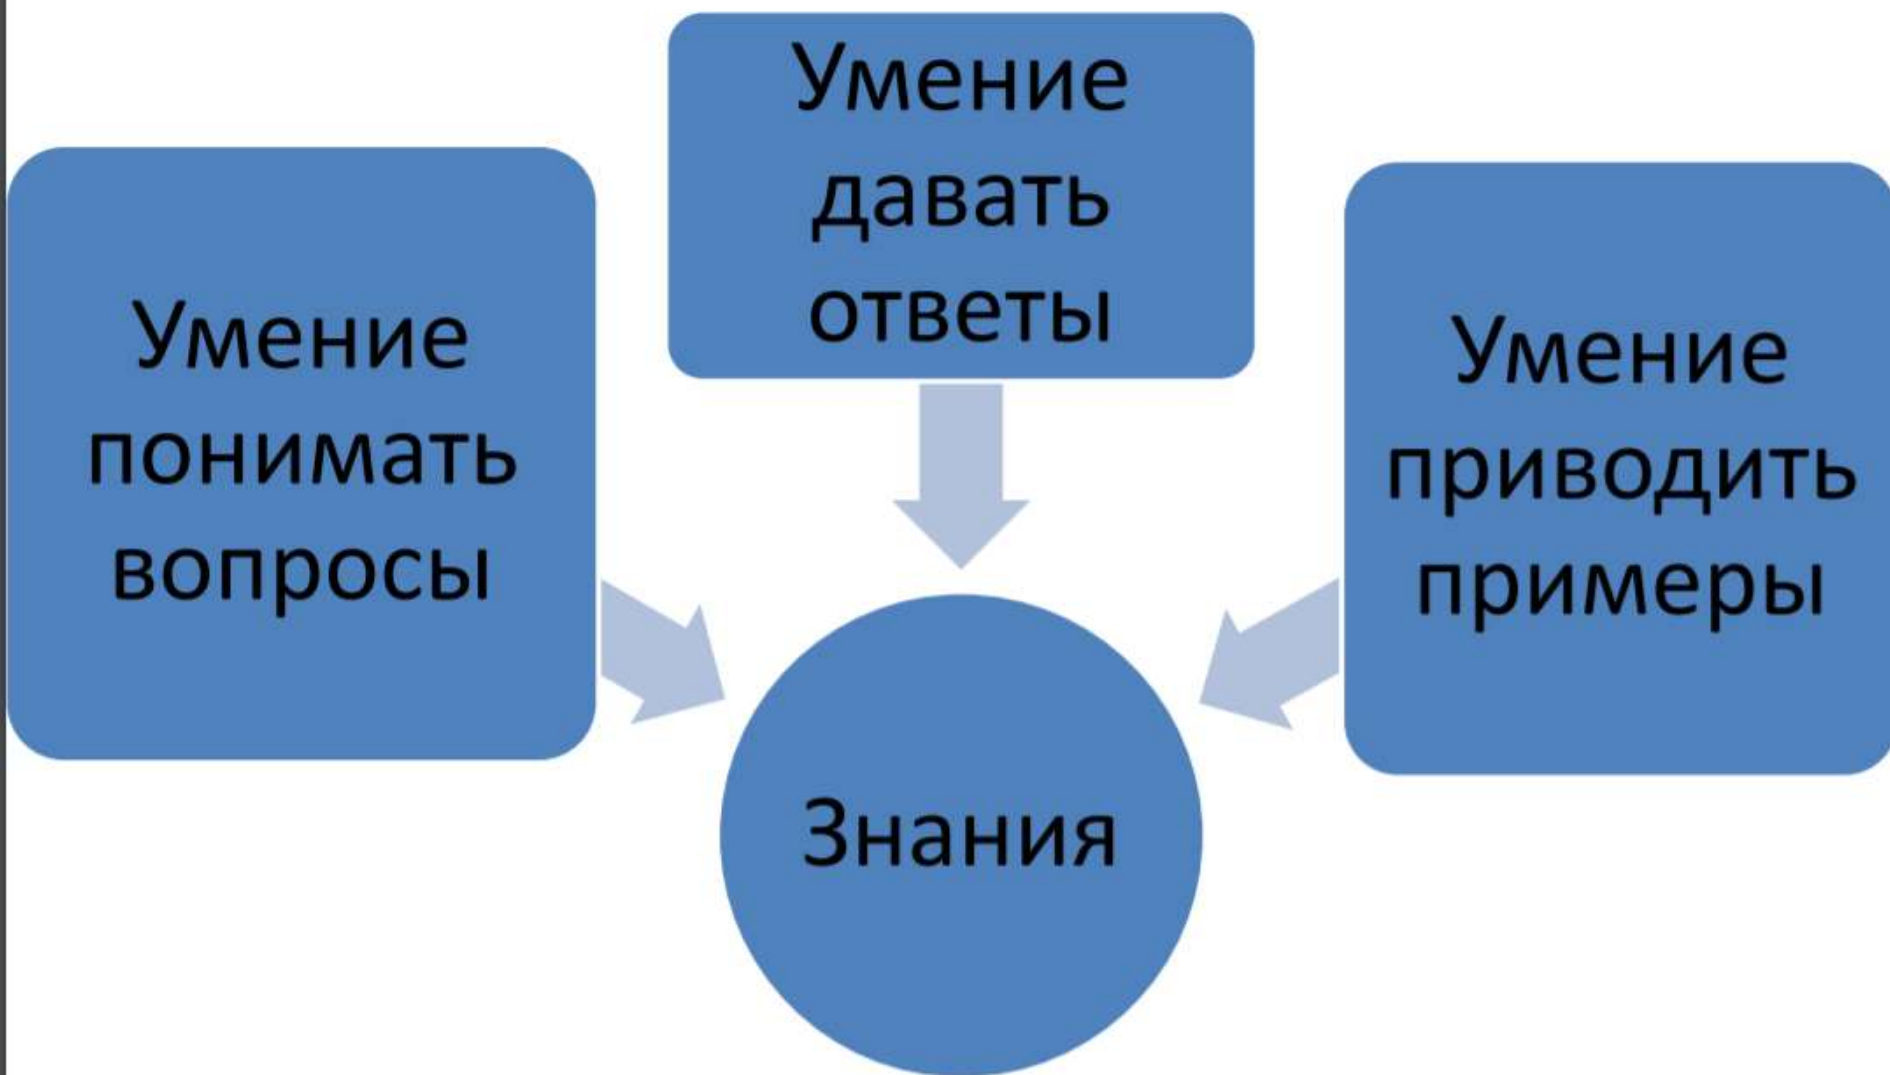 Умение
понимать
вопросы
Умение
давать
ответы
Умение
приводить
примеры
Знания